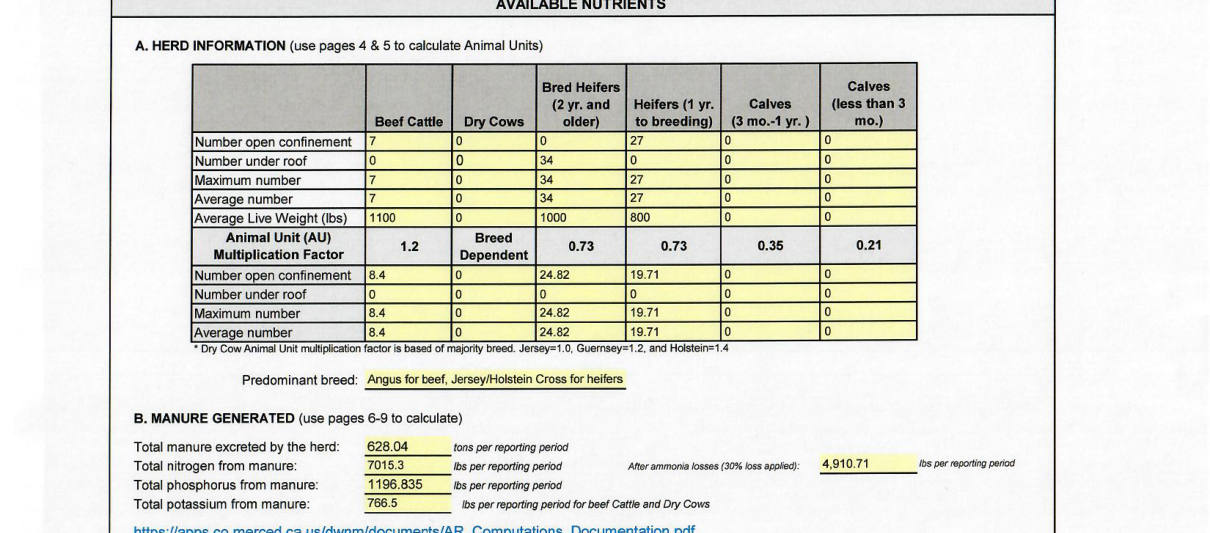 AVAILABLE NUTRIENTS
A. HERD INFORMATION (use pages 4 & 5 to calculate Animal Units)
Beef Cattle Dry Cows Bred Heifers (2 yr. and older) Heifers (1 yr. to breeding) Calves (3 mo.-1 yr. ) Calves (less than 3 mo.)
Number open confinement 7 0 0 27 0 0
Number under roof 0 0 34 0 0 0
Maximum number 7 0 34 27 0 0
Average number 7 0 34 27 0 0
Average Live Weight (lbs) 1100 0 1000 800 0 0
Animal Unit (AU) Multiplication Factor 1.2 Breed Dependent 0.73 0.73 0.35 0.21
Number open confinement 8.4 0 24.82 19.71 0 0
Number under roof 0 0 0 0 0 0
Maximum number 8.4 0 24.82 19.71 0 0
Average number 8.4 0 24.82 19.71 0 0
* Dry Cow Animal Unit multiplication factor is based of majority breed. Jersey=1.0, Guernsey=1.2, and Holstein=1.4
Predominant breed: Angus for beef, Jersey/Holstein Cross for heifers
B. MANURE GENERATED (use pages 6-9 to calculate)
Total manure excreted by the herd: 628.04 tons per reporting period
Total nitrogen from manure: 7015.3 lbs per reporting period After ammonia losses (30% loss applied): 4,910.71 lbs per reporting period
Total phosphorus from manure: 1196.835 lbs per reporting period
Total potassium from manure: 766.5 lbs per reporting period for beef Cattle and Dry Cows
https://apps.co.merced.ca.us/dwnm/documents/AR_Computations_Documentation.pdf